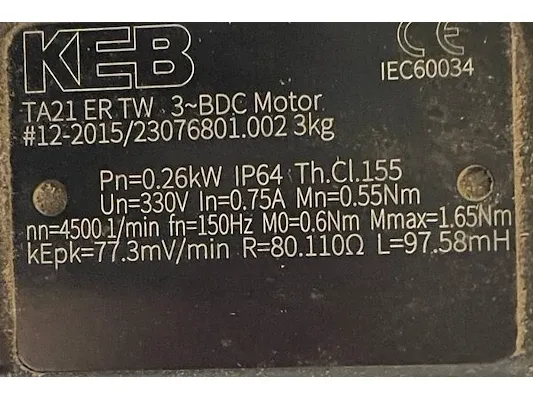 KEB
CE
IEC60034
TA21 ER TW 3~BDC Motor
#12-2015/23076801.002 3kg
Pn=0.26kW IP64 Th.Cl.155
Un=330V In=0.75A Mn=0.55Nm
nn=4500.1/min fn=150Hz M0=0.6Nm Mmax=1.65Nm
kEpk=77.3mV/min R=80.110Ω L=97.58mH